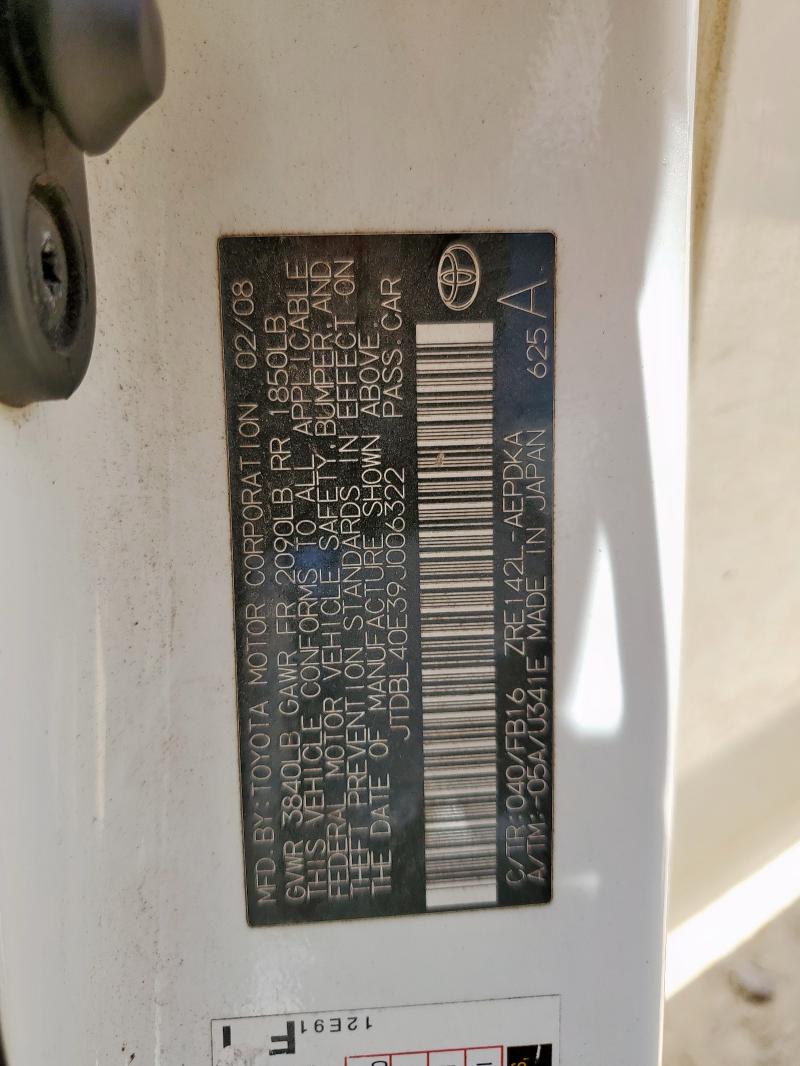 MFD. BY: TOYOTA MOTOR CORPORATION 02/08
GVWR 3840LB GAWR FR 2090LB RR 1850LB
THIS VEHICLE CONFORMS TO ALL APPLICABLE
FEDERAL MOTOR VEHICLE SAFETY, BUMPER, AND
THEFT PREVENTION STANDARDS IN EFFECT ON
THE DATE OF MANUFACTURE SHOWN ABOVE.
JTDBL40E39J006322 PASS. CAR
C/TR: 040/FB16 ZRE142L-AEPDKA
A/TM: -05A/U341E MADE IN JAPAN 625 A
12E91
F